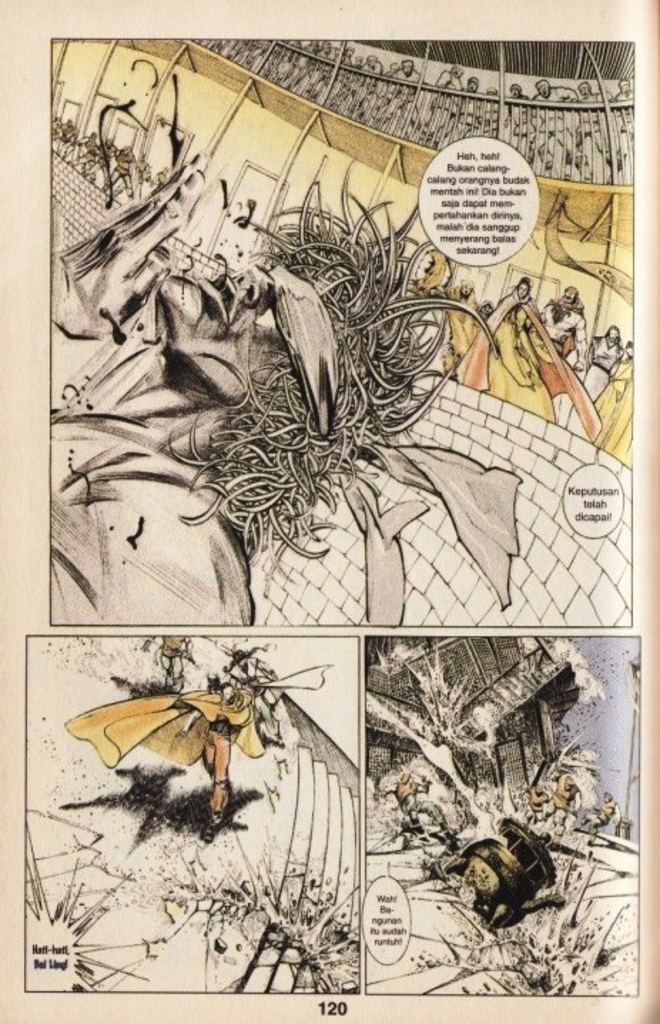 Heh, heh!
Bukan calang-
calang orangnya budak
mentah ini! Dia bukan
saja dapat mem-
pertahankan dirinya,
malah dia sanggup
menyerang balas
sekarang!
Keputusan
telah
dicapai!
Hati-hati,
Bai Ling!
Wah!
Ba-
ngunan
itu sudah
runtuh!
120